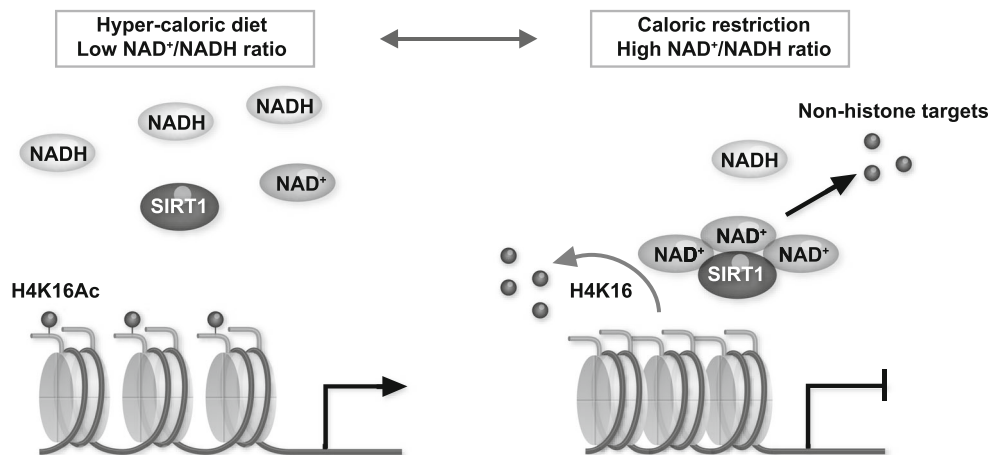 Hyper-caloric diet
Low NAD⁺/NADH ratio
Caloric restriction
High NAD⁺/NADH ratio
NADH
NADH
NADH
NAD⁺
SIRT1
H4K16Ac
Non-histone targets
NADH
NAD⁺
NAD⁺
NAD⁺
SIRT1
H4K16